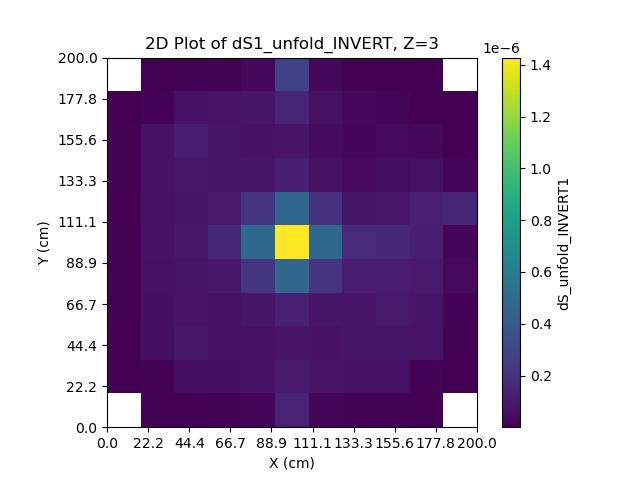 2D Plot of dS1_unfold_INVERT, Z=3
1e−6
200.0
177.8
155.6
133.3
111.1
88.9
66.7
44.4
22.2
0.0
Y (cm)
0.0 22.2 44.4 66.7 88.9 111.1 133.3 155.6 177.8 200.0
X (cm)
1.4
1.2
1.0
0.8
0.6
0.4
0.2
dS_unfold_INVERT1